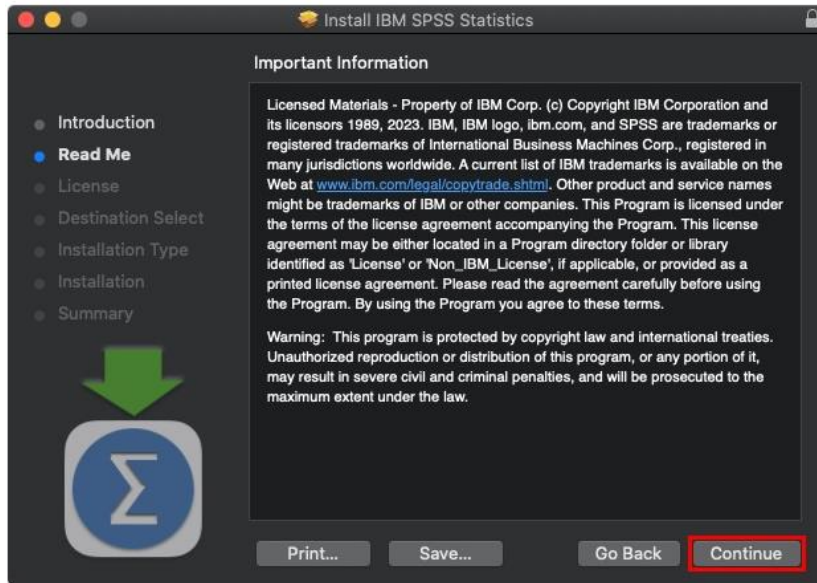 Install IBM SPSS Statistics
Important Information
Introduction
Read Me
License
Destination Select
Installation Type
Installation
Summary
Licensed Materials - Property of IBM Corp. (c) Copyright IBM Corporation and
its licensors 1989, 2023. IBM, IBM logo, ibm.com, and SPSS are trademarks or
registered trademarks of International Business Machines Corp., registered in
many jurisdictions worldwide. A current list of IBM trademarks is available on the
Web at www.ibm.com/legal/copytrade.shtml. Other product and service names
might be trademarks of IBM or other companies. This Program is licensed under
the terms of the license agreement accompanying the Program. This license
agreement may be either located in a Program directory folder or library
identified as 'License' or 'Non_IBM_License', if applicable, or provided as a
printed license agreement. Please read the agreement carefully before using
the Program. By using the Program you agree to these terms.
Warning: This program is protected by copyright law and international treaties.
Unauthorized reproduction or distribution of this program, or any portion of it,
may result in severe civil and criminal penalties, and will be prosecuted to the
maximum extent under the law.
Σ
Print... Save... Go Back Continue